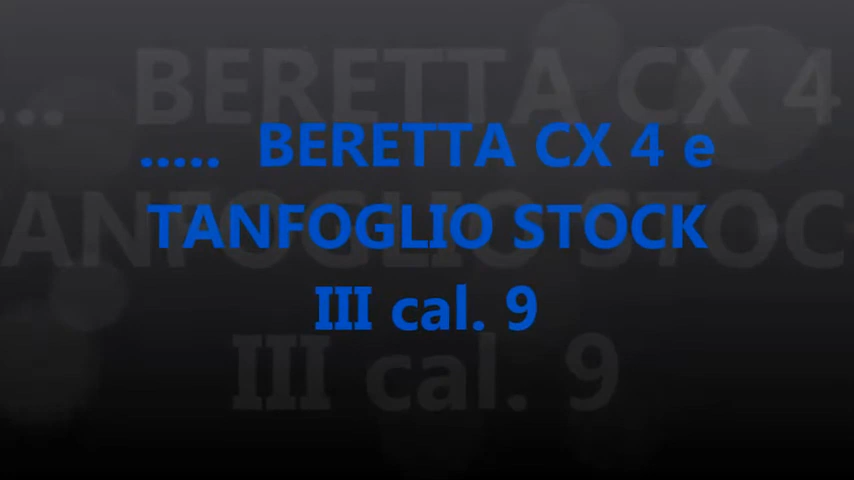 ..... BERETTA CX 4 e
TANFOGLIO STOCK
III cal. 9